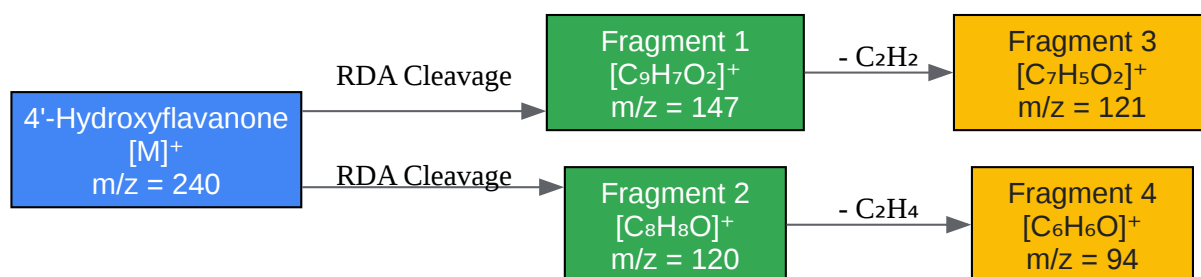 4'-Hydroxyflavanone
[M]⁺
m/z = 240
RDA Cleavage
RDA Cleavage
Fragment 1
[C₉H₇O₂]⁺
m/z = 147
- C₂H₂
Fragment 3
[C₇H₅O₂]⁺
m/z = 121
Fragment 2
[C₈H₈O]⁺
m/z = 120
- C₂H₄
Fragment 4
[C₆H₆O]⁺
m/z = 94